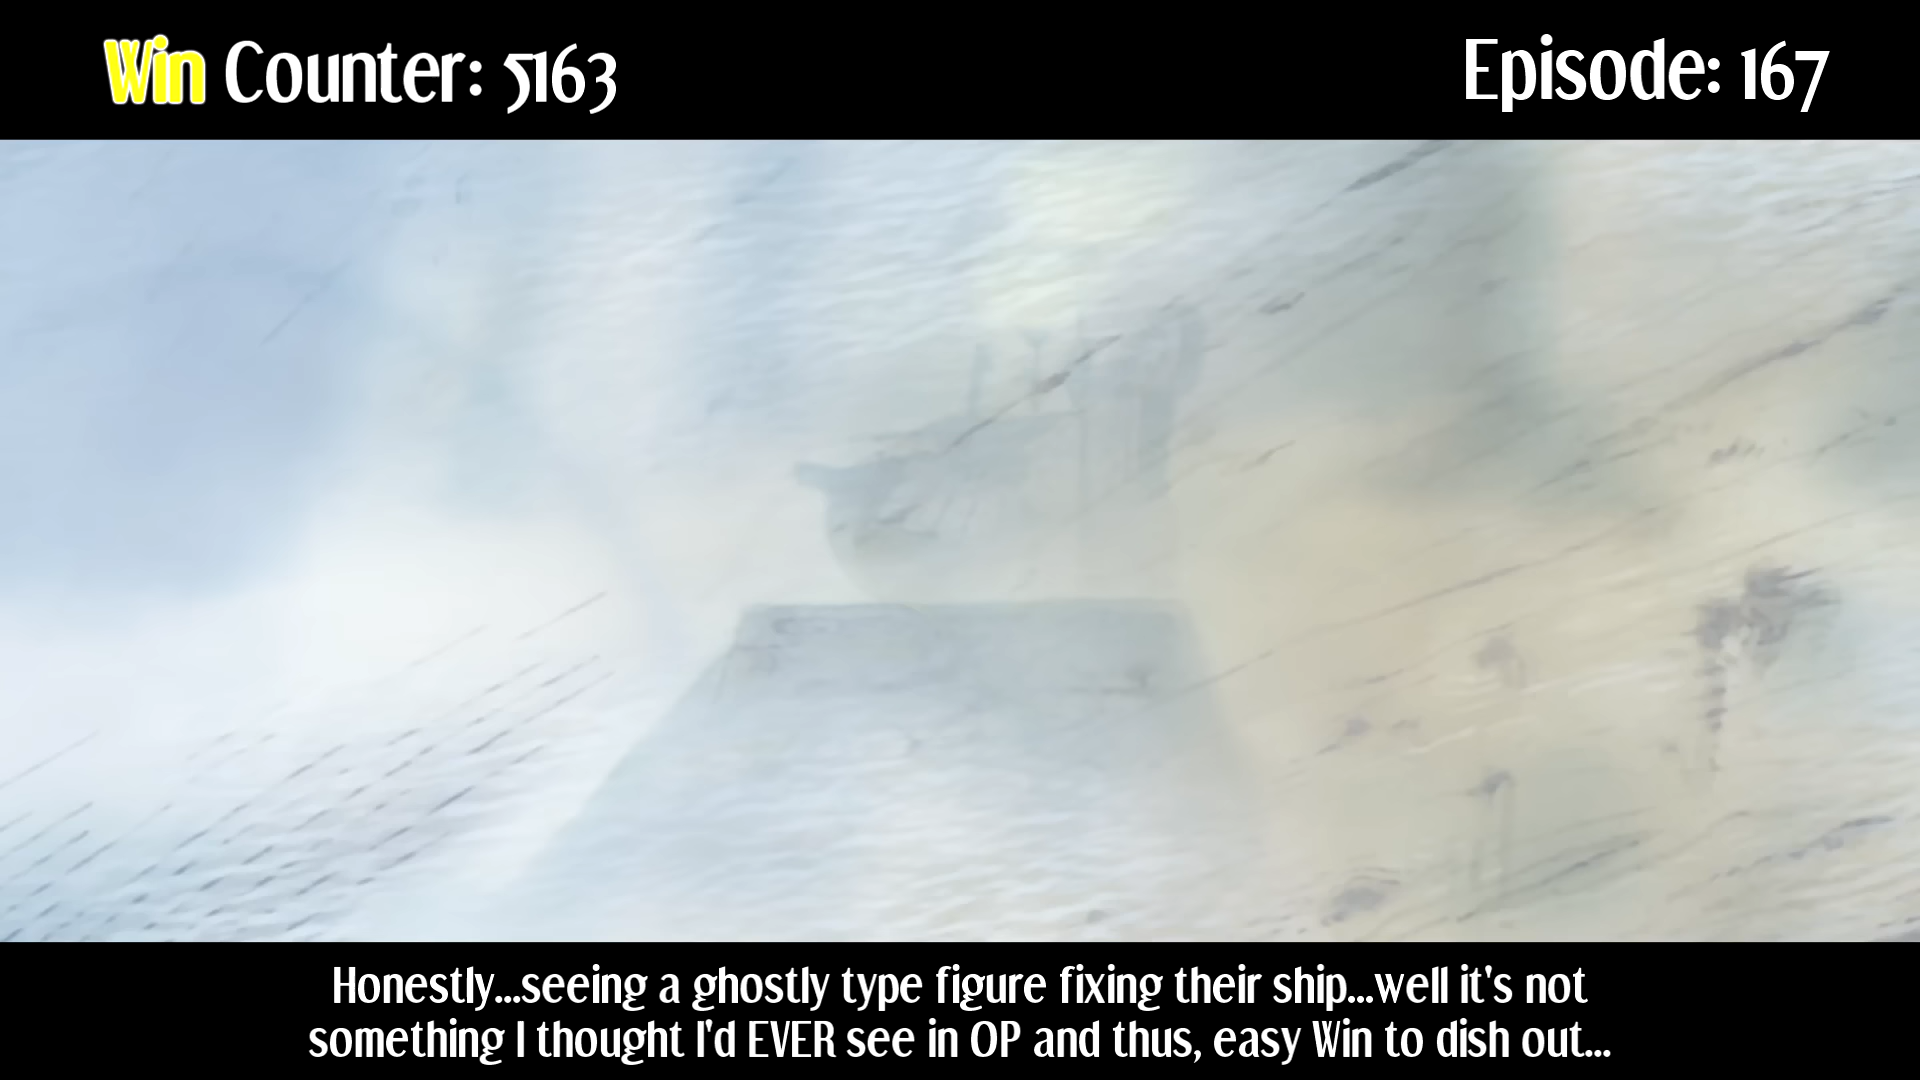 Win Counter: 5163
Episode: 167
Honestly...seeing a ghostly type figure fixing their ship...well it's not
something I thought I'd EVER see in OP and thus, easy Win to dish out...